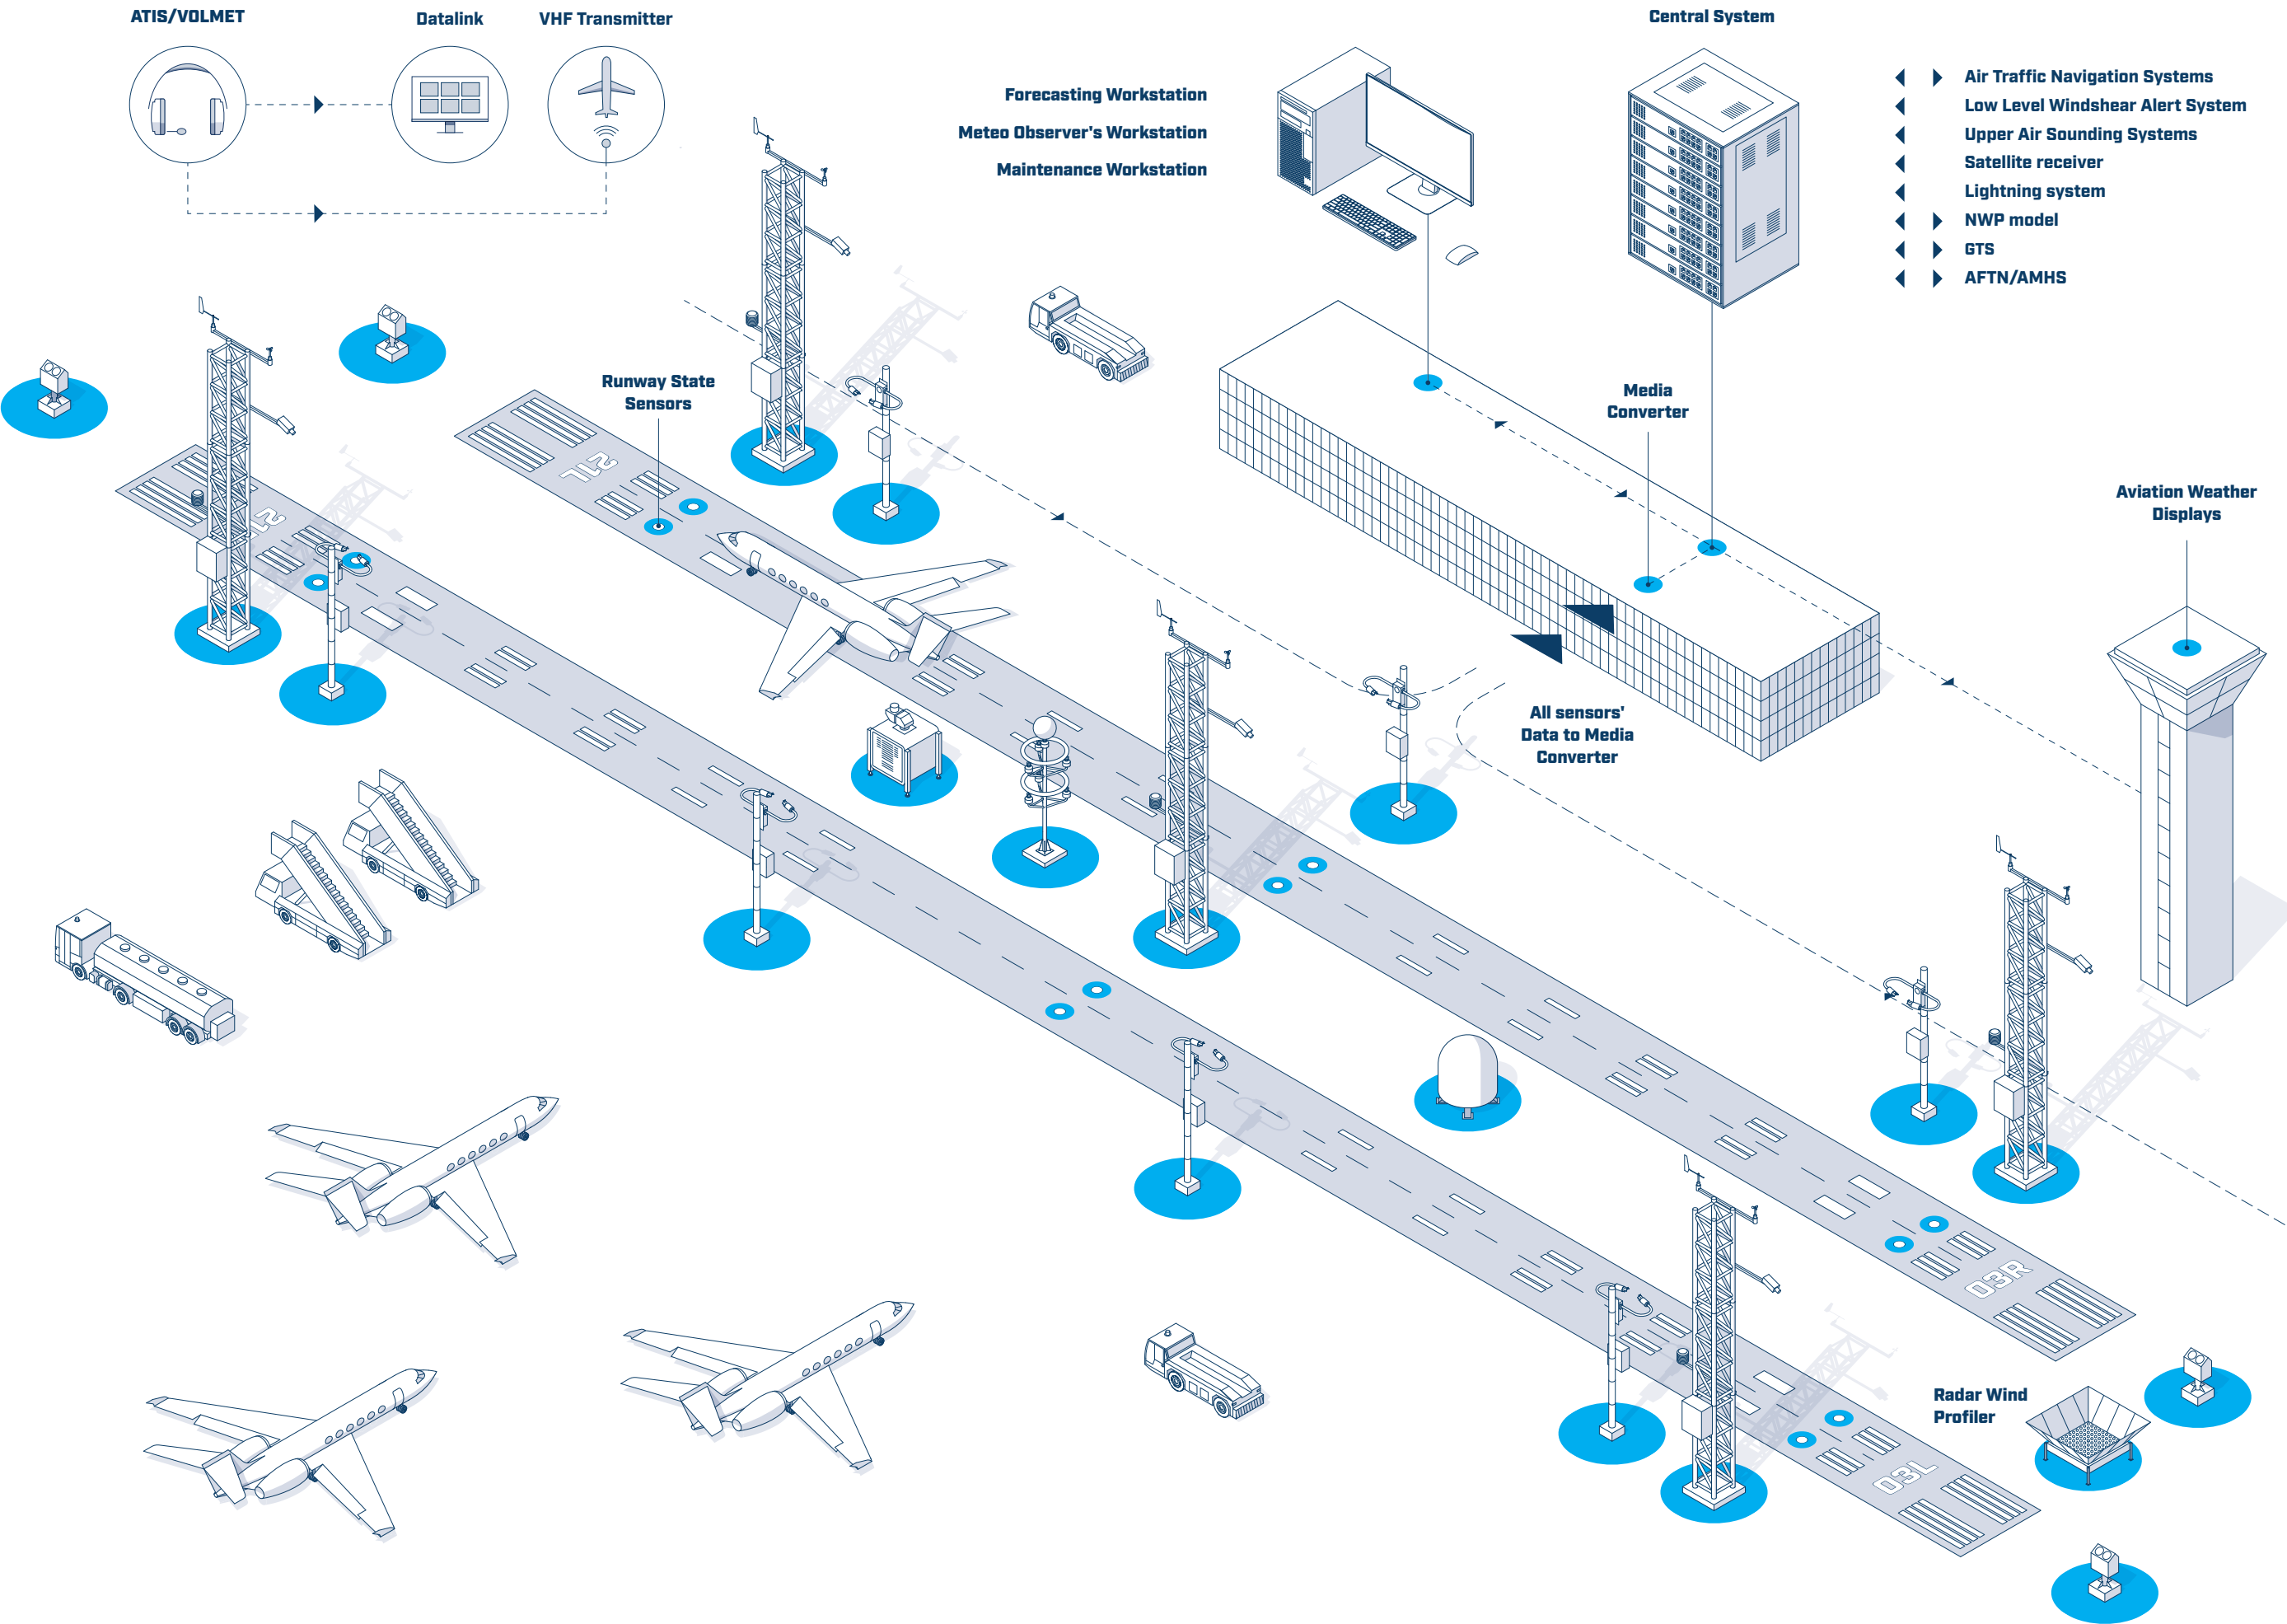 ATIS/VOLMET
Datalink
VHF Transmitter
Central System
Forecasting Workstation
Meteo Observer's Workstation
Maintenance Workstation
Air Traffic Navigation Systems
Low Level Windshear Alert System
Upper Air Sounding Systems
Satellite receiver
Lightning system
NWP model
GTS
AFTN/AMHS
Runway State
Sensors
Media
Converter
Aviation Weather
Displays
21L
All sensors'
Data to Media
Converter
03R
Radar Wind
Profiler
03L